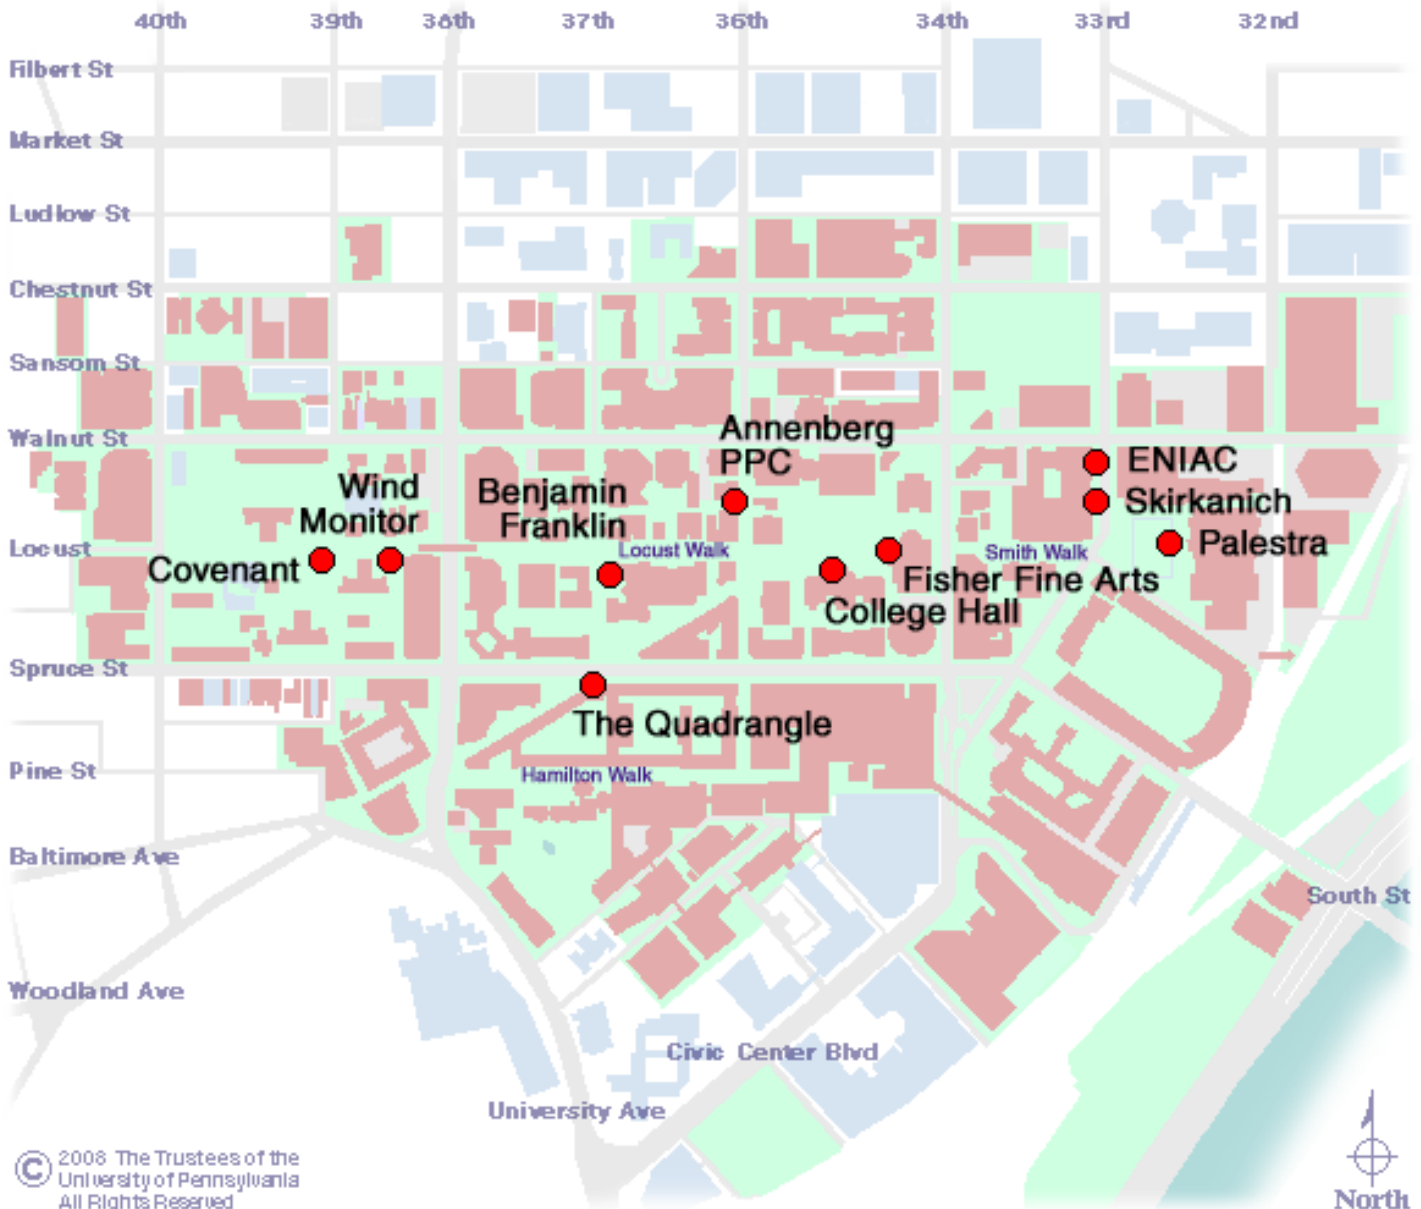 40th 39th 38th 37th 36th 34th 33rd 32nd
Filbert St
Market St
Ludlow St
Chestnut St
Sansom St
Walnut St
Annenberg
PPC
ENIAC
Wind
Monitor
Benjamin
Franklin
Skirkanich
Locust
Locust Walk
Smith Walk
Palestra
Covenant
Fisher Fine Arts
College Hall
Spruce St
The Quadrangle
Pine St
Hamilton Walk
Baltimore Ave
South St
Woodland Ave
Civic Center Blvd
University Ave
© 2008 The Trustees of the
University of Pennsylvania
All Rights Reserved
North